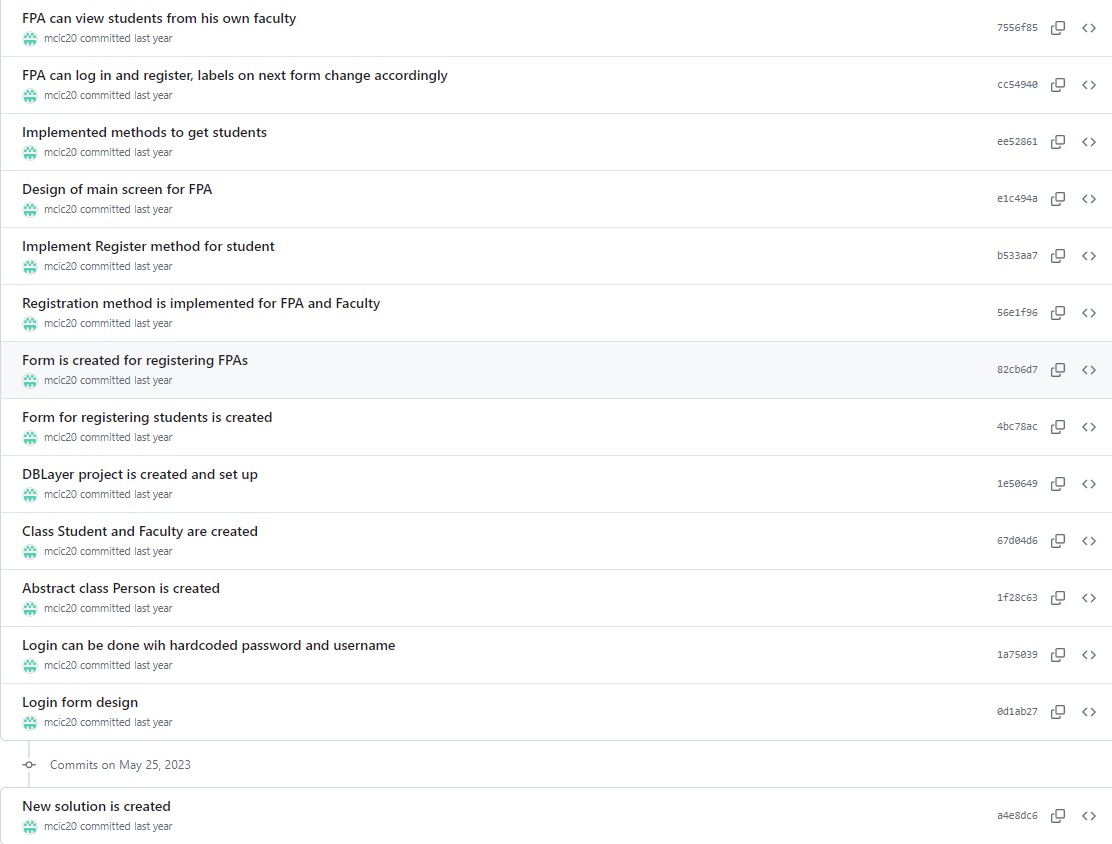 FPA can view students from his own faculty
mcic20 committed last year
7556f85
FPA can log in and register, labels on next form change accordingly
mcic20 committed last year
cc54940
Implemented methods to get students
mcic20 committed last year
ee52861
Design of main screen for FPA
mcic20 committed last year
e1c494a
Implement Register method for student
mcic20 committed last year
b533aa7
Registration method is implemented for FPA and Faculty
mcic20 committed last year
56e1f96
Form is created for registering FPAs
mcic20 committed last year
82cb6d7
Form for registering students is created
mcic20 committed last year
4bc78ac
DBLayer project is created and set up
mcic20 committed last year
1e50649
Class Student and Faculty are created
mcic20 committed last year
67d04d6
Abstract class Person is created
mcic20 committed last year
1f28c63
Login can be done wih hardcoded password and username
mcic20 committed last year
1a75039
Login form design
mcic20 committed last year
0d1ab27
Commits on May 25, 2023
New solution is created
mcic20 committed last year
a4e8dc6